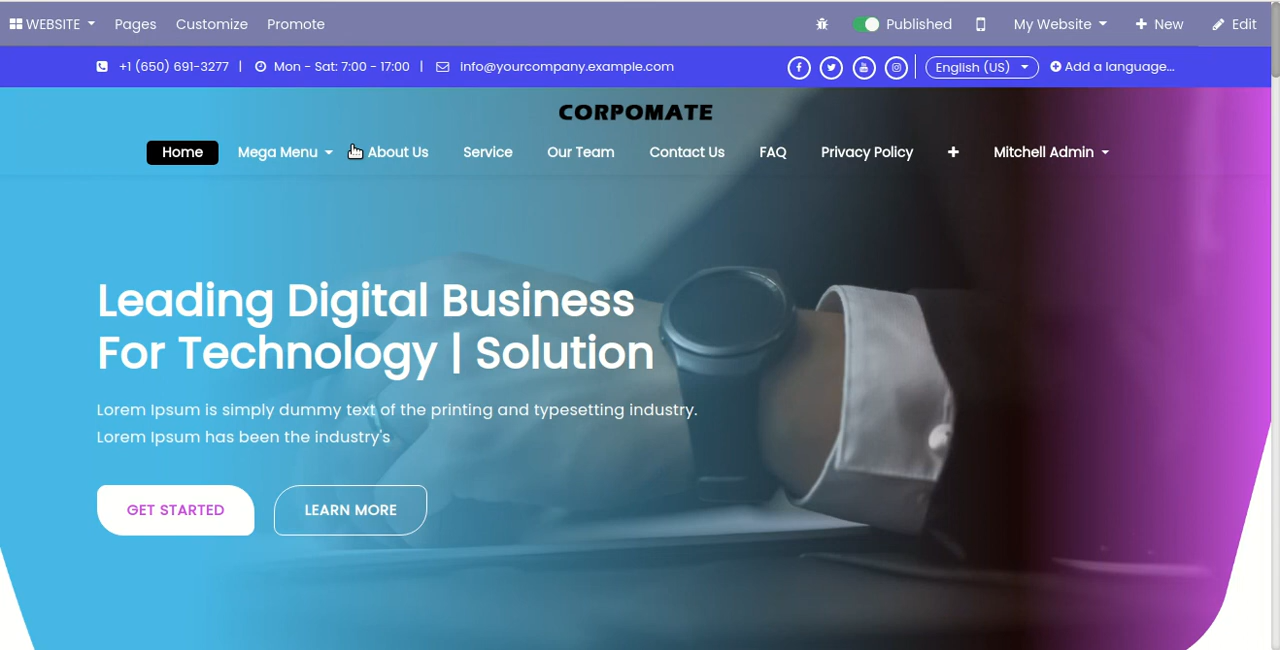 WEBSITE Pages Customize Promote Published My Website New Edit
+1 (650) 691-3277 | Mon - Sat: 7:00 - 17:00 | info@yourcompany.example.com English (US) Add a language...
CORPOMATE
Home Mega Menu About Us Service Our Team Contact Us FAQ Privacy Policy Mitchell Admin
Leading Digital Business
For Technology | Solution
Lorem Ipsum is simply dummy text of the printing and typesetting industry.
Lorem Ipsum has been the industry's
GET STARTED LEARN MORE